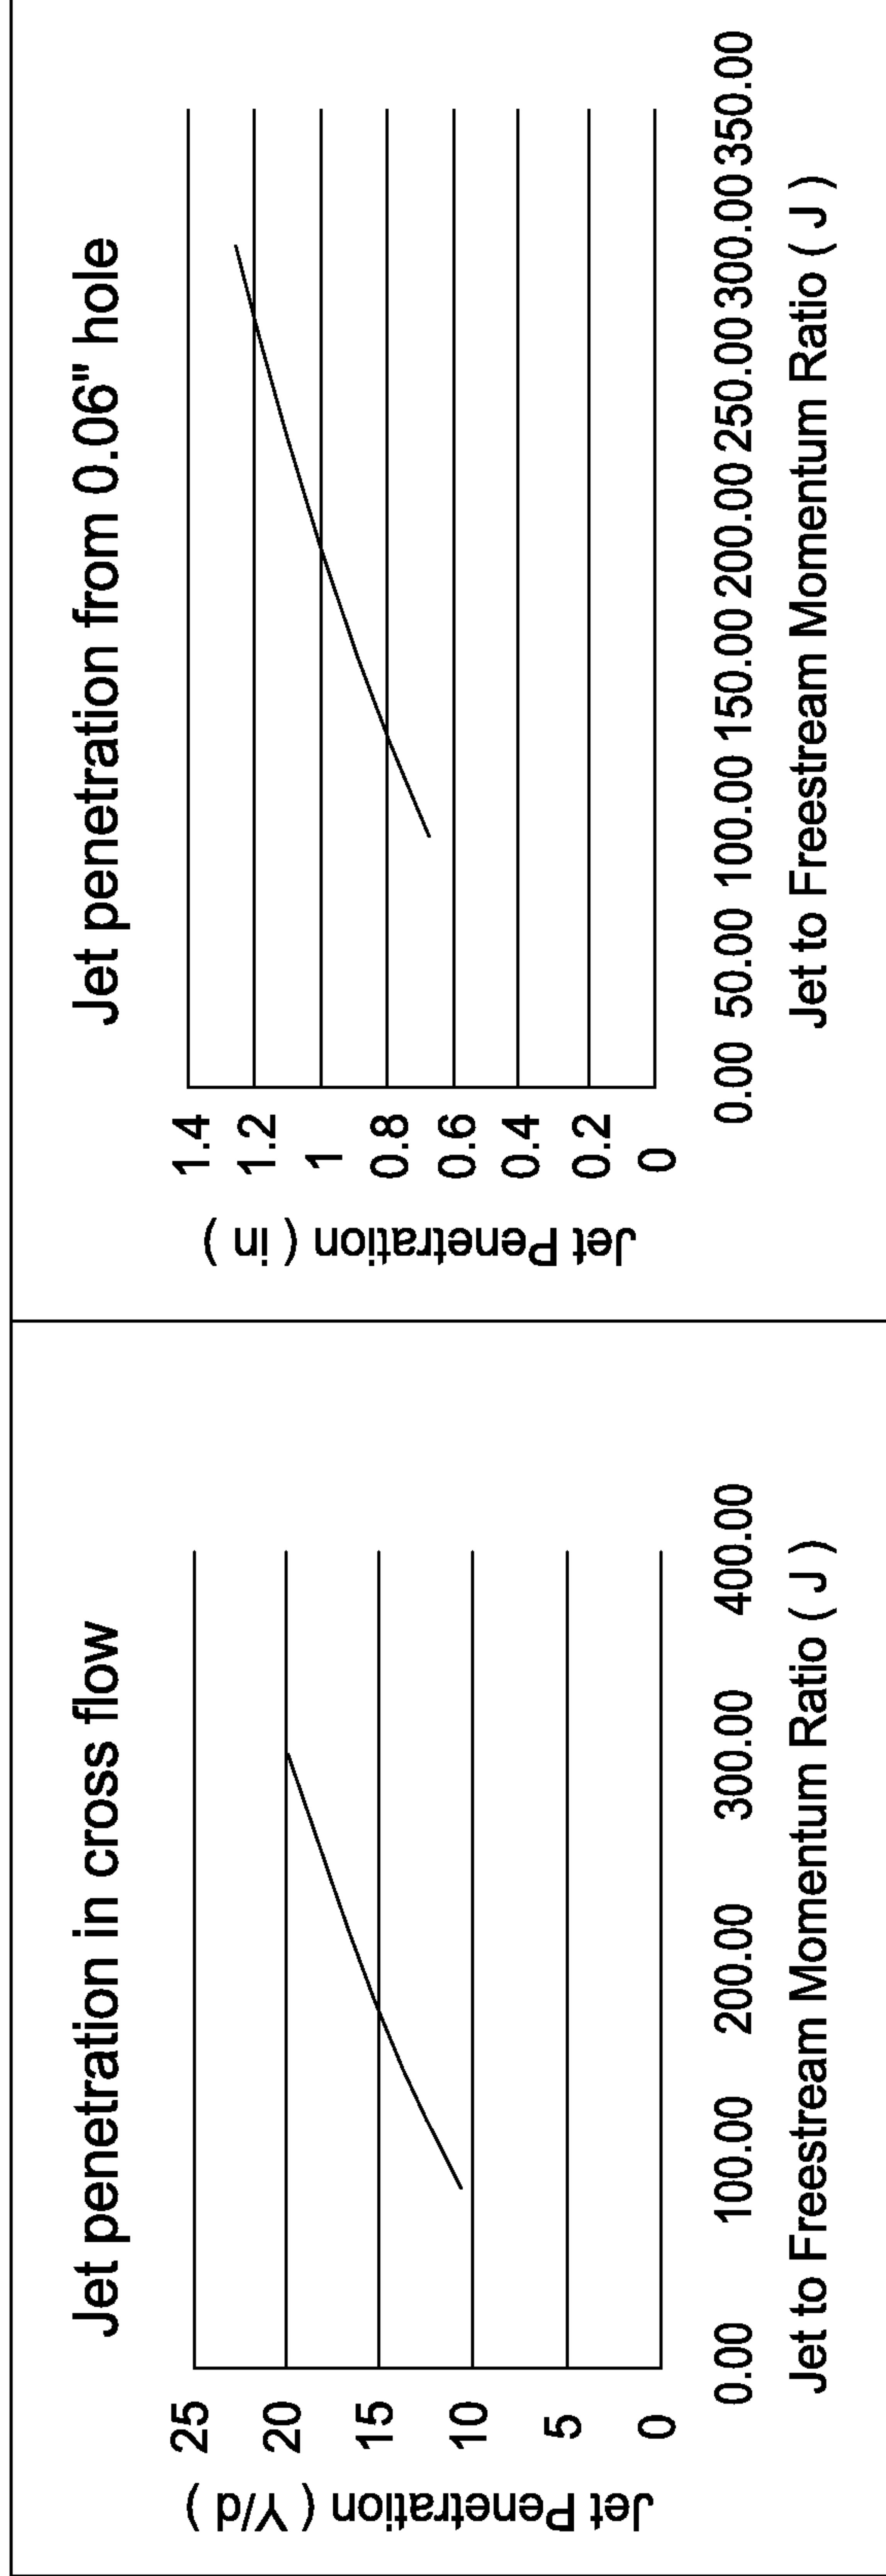 Jet penetration in cross flow
Jet Penetration ( Y/d )
25
20
15
10
5
0
0.00 100.00 200.00 300.00 400.00
Jet to Freestream Momentum Ratio ( J )
Jet penetration from 0.06" hole
Jet Penetration ( in )
1.4
1.2
1
0.8
0.6
0.4
0.2
0
0.00 50.00 100.00 150.00 200.00 250.00 300.00 350.00
Jet to Freestream Momentum Ratio ( J )